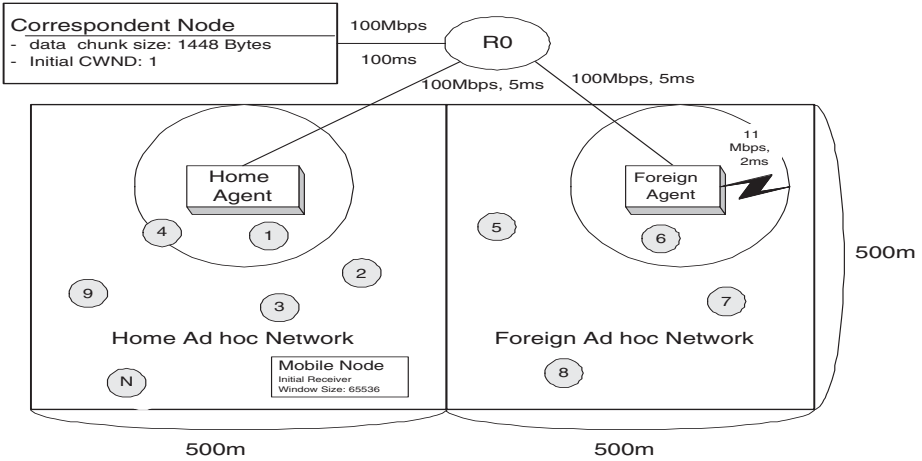 Correspondent Node
- data chunk size: 1448 Bytes
- Initial CWND: 1
100Mbps
100ms
R0
100Mbps, 5ms
100Mbps, 5ms
Home
Agent
Foreign
Agent
11
Mbps,
2ms
4
1
2
9
3
5
6
7
8
N
Home Ad hoc Network
Foreign Ad hoc Network
Mobile Node
Initial Receiver
Window Size: 65536
500m
500m
500m